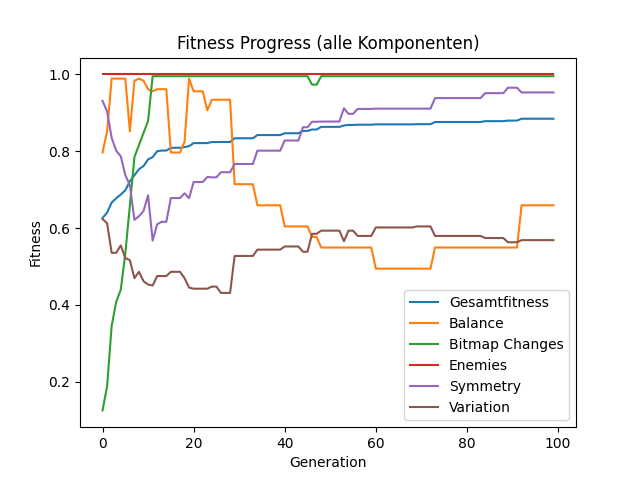 Fitness Progress (alle Komponenten)
Fitness
1.0
0.8
0.6
0.4
0.2
0 20 40 60 80 100
Generation
Gesamtfitness
Balance
Bitmap Changes
Enemies
Symmetry
Variation